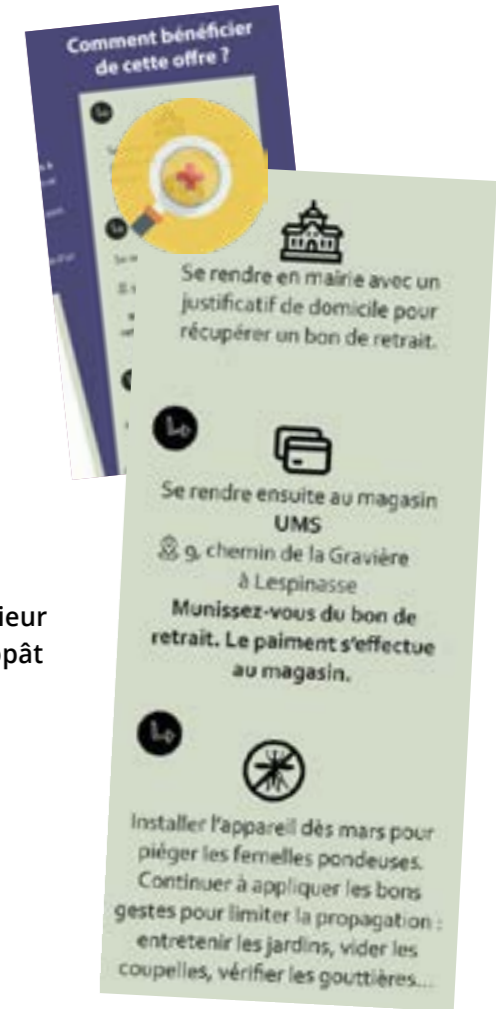 Comment bénéficier
de cette offre ?
Se rendre en mairie avec un
justificatif de domicile pour
récupérer un bon de retrait.
Se rendre ensuite au magasin
UMS
9, chemin de la Gravière
à Lespinasse
Munissez-vous du bon de
retrait. Le paiment s'effectue
au magasin.
ieur
pât
Installer l'appareil dès mars pour
piéger les femelles pondeuses.
Continuer à appliquer les bons
gestes pour limiter la propagation :
entretenir les jardins, vider les
coupelles, vérifier les gouttières...